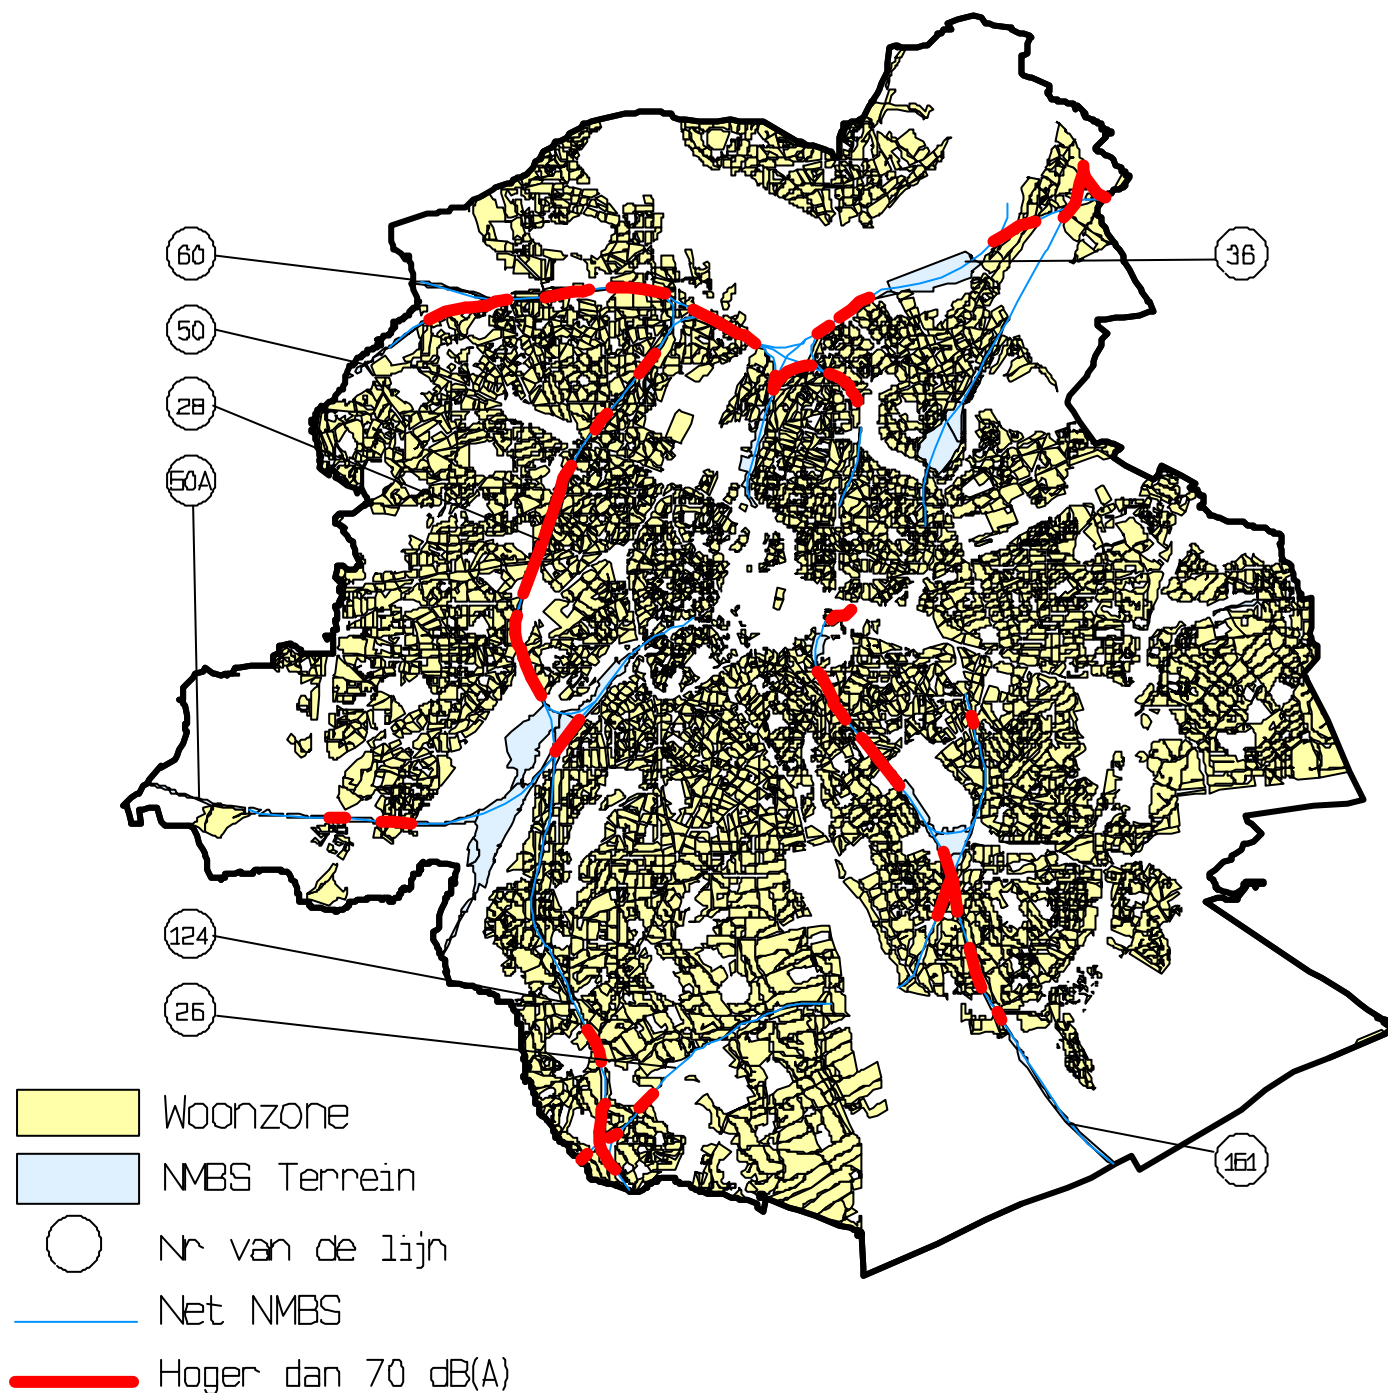 60
36
50
28
50A
124
26
161
Woonzone
NMBS Terrein
Nr van de lijn
Net NMBS
Hoger dan 70 dB(A)